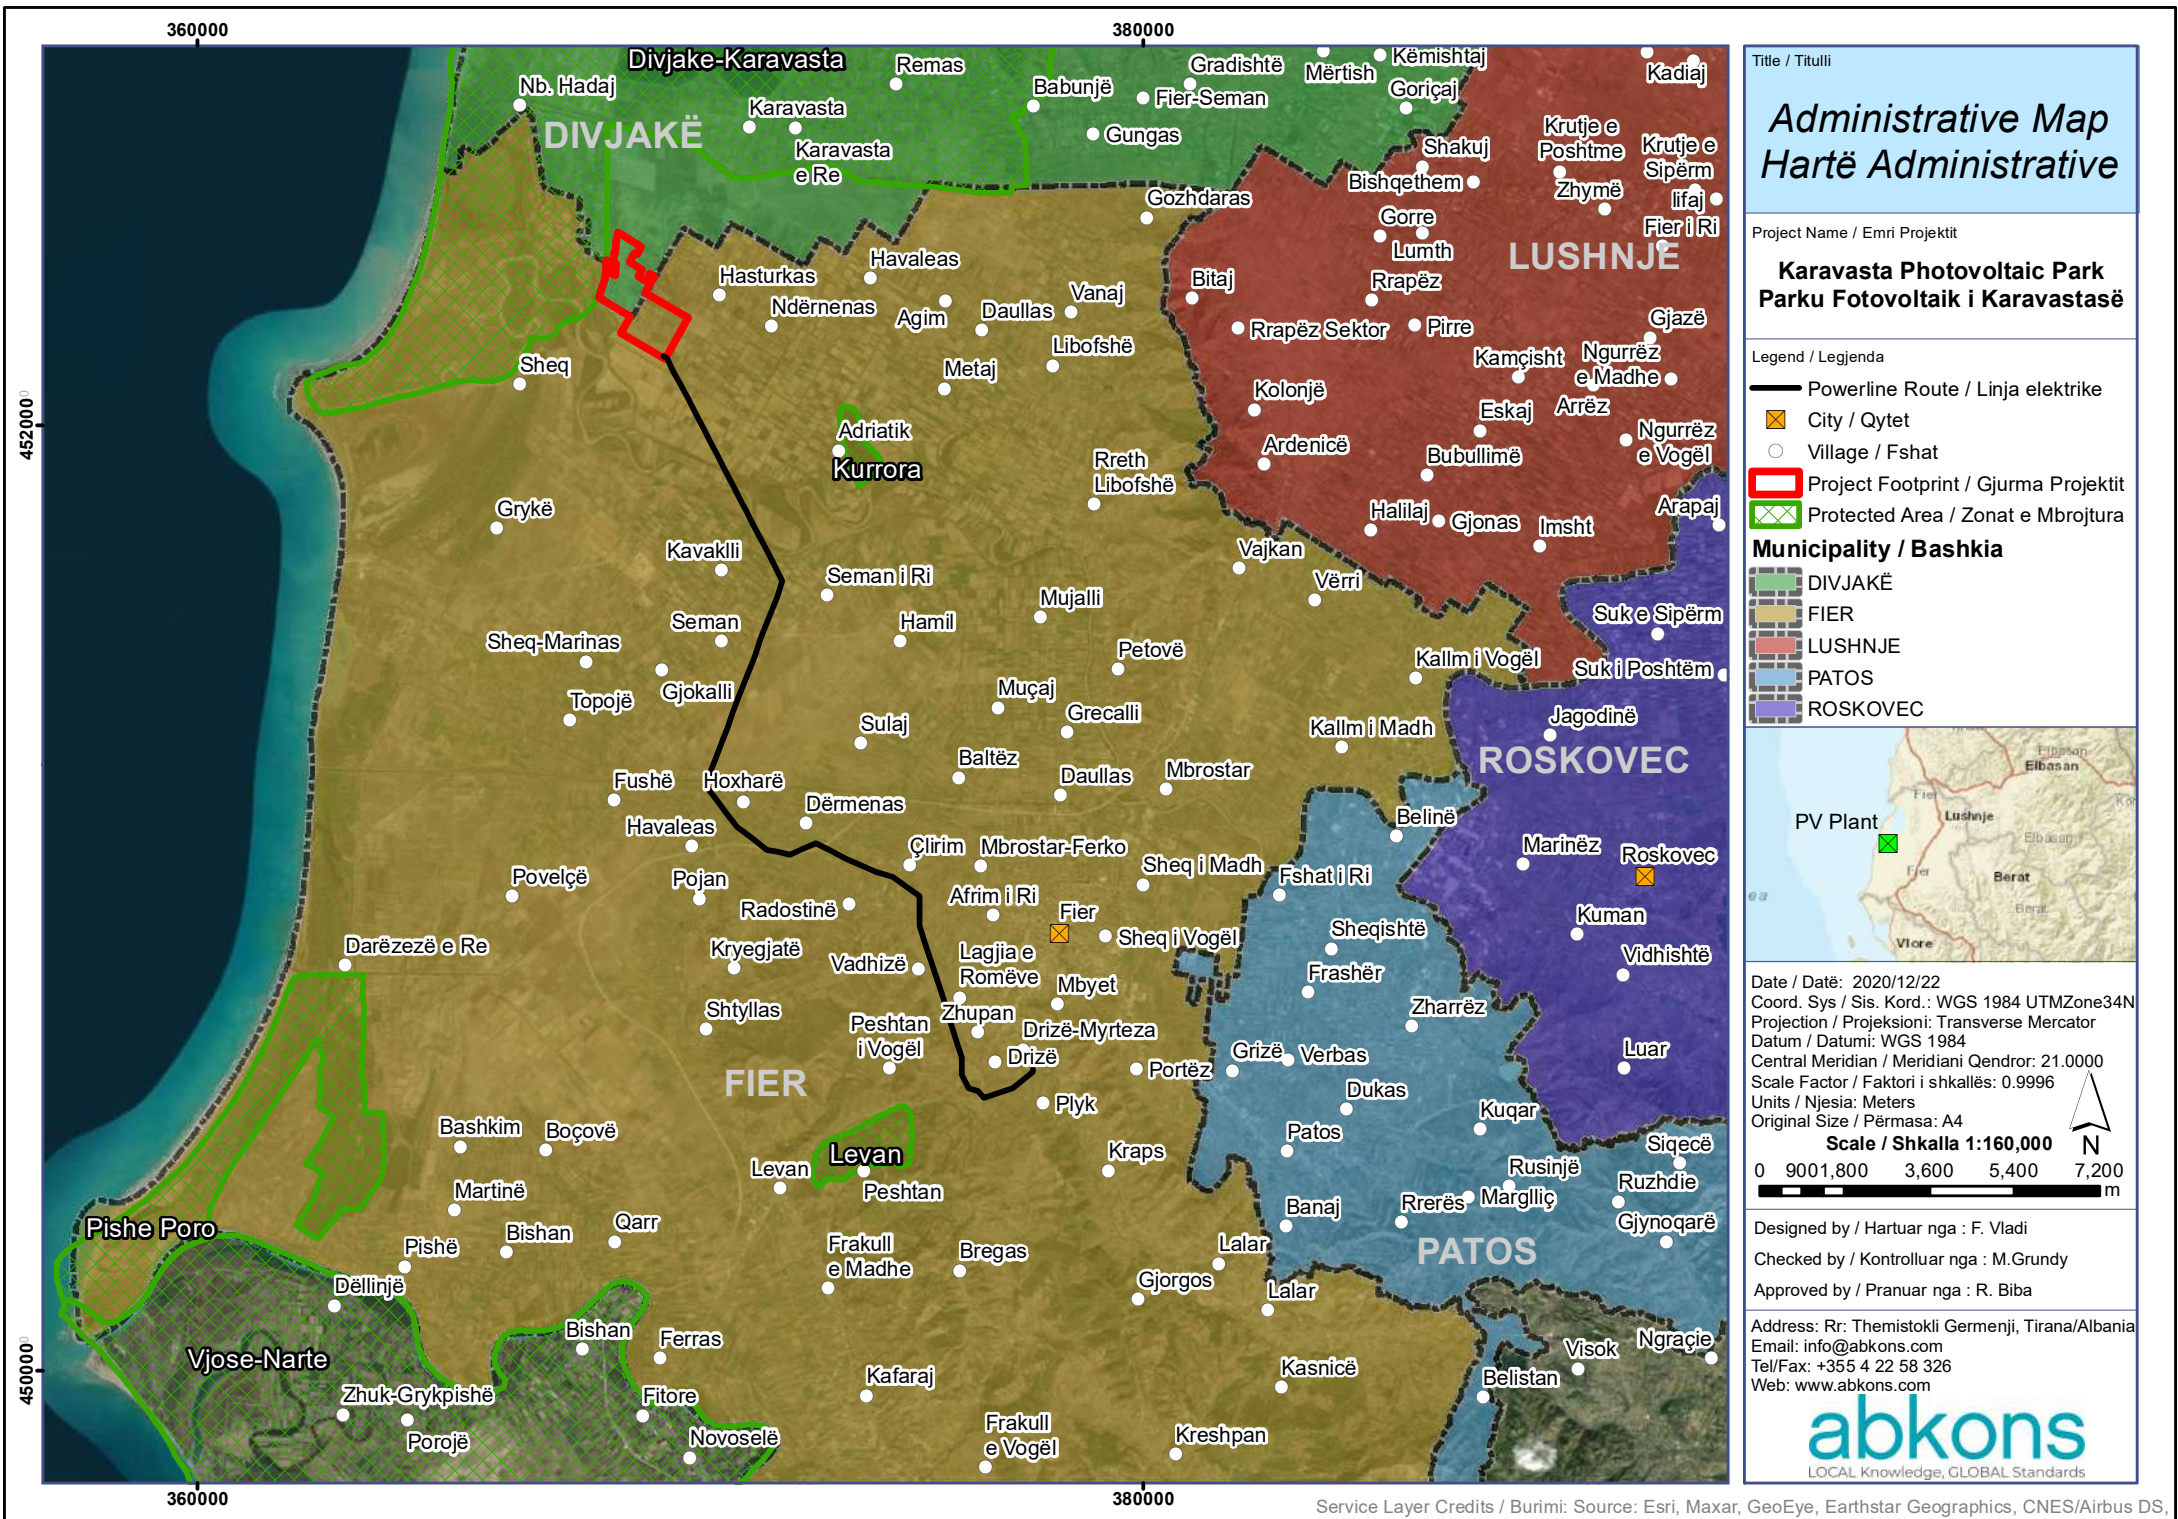 360000
380000
Divjake-Karavasta
Remas
Gradishtë
Mërtish
Këmishtaj
Kadiaj
Nb. Hadaj
Karavasta
Babunjë
Fier-Seman
Goriçaj
DIVJAKË
Karavasta
e Re
Gungas
Krutje e
Poshtme
Krutje e
Sipërm
Shakuj
Bishqethem
Zhymë
Iifaj
Gozhdaras
Gorre
Lumth
Fier i Ri
LUSHNJE
Hasturkas
Havaleas
Bitaj
Rrapëz
Ndërnenas
Agim
Daullas
Vanaj
Rrapëz Sektor
Pirre
Gjazë
Libofshë
Kamçisht
Ngurrëz
e Madhe
Sheq
Metaj
Kolonjë
Eskaj
Arrëz
Adriatik
Kurrora
Ardenicë
Ngurrëz
e Vogël
Bubullimë
Rreth
Libofshë
Grykë
Halilaj
Gjonas
Imsht
Arapaj
Kavaklli
Seman i Ri
Vajkan
Vërri
Seman
Hamil
Mujalli
Suk e Sipërm
Sheq-Marinas
Petovë
Kallm i Vogël
Suk i Poshtëm
Gjokalli
Topojë
Muçaj
Grecalli
Jagodinë
Sulaj
Kallm i Madh
ROSKOVEC
Fushë
Hoxharë
Baltëz
Daullas
Mbrostar
Dërmenas
Belinë
Havaleas
Çlirim
Mbrostar-Ferko
Sheq i Madh
Marinëz
Roskovec
Povelçë
Pojan
Radostinë
Afrim i Ri
Fier
Fshat i Ri
Kuman
Darëzezë e Re
Kryegjatë
Vadhizë
Lagjia e
Romëve
Sheq i Vogël
Sheqishtë
Vidhishtë
Frashër
Mbyet
Shtyllas
Zhupan
Zharrëz
Peshtan
i Vogël
Drizë-Myrteza
Drizë
Portëz
Grizë
Verbas
Luar
FIER
Dukas
Plyk
Kuqar
Bashkim
Boçovë
Patos
Siqecë
Levan
Levan
Peshtan
Kraps
Rusinjë
Ruzhdie
Martinë
Rrerës
Marglliç
Pishe Poro
Bishan
Qarr
Banaj
Gjynoqarë
Pishë
Frakull
e Madhe
Bregas
Lalar
PATOS
Dëllinjë
Gjorgos
Lalar
Bishan
Ferras
Visok
Ngraçie
Vjose-Narte
Kafaraj
Kasnicë
Belistan
Zhuk-Grykpishë
Fitore
Porojë
Novoselë
Frakull
e Vogël
Kreshpan
452000
0
450000
0
360000
380000
Title / Titulli
Administrative Map
Hartë Administrative
Project Name / Emri Projektit
Karavasta Photovoltaic Park
Parku Fotovoltaik i Karavastasë
Legend / Legjenda
Powerline Route / Linja elektrike
City / Qytet
Village / Fshat
Project Footprint / Gjurma Projektit
Protected Area / Zonat e Mbrojtura
Municipality / Bashkia
DIVJAKË
FIER
LUSHNJE
PATOS
ROSKOVEC
Elbasan
Elbasan
Fier
Lushnje
PV Plant
Elbasan
Fier
Berat
Berat
ea
Vlore
Date / Datë: 2020/12/22
Coord. Sys / Sis. Kord.: WGS 1984 UTMZone34N
Projection / Projeksioni: Transverse Mercator
Datum / Datumi: WGS 1984
Central Meridian / Meridiani Qendror: 21.0000
Scale Factor / Faktori i shkallës: 0.9996
Units / Njesia: Meters
Original Size / Përmasa: A4
Scale / Shkalla 1:160,000
N
0 900 1,800 3,600 5,400 7,200
m
Designed by / Hartuar nga : F. Vladi
Checked by / Kontrolluar nga : M.Grundy
Approved by / Pranuar nga : R. Biba
Address: Rr: Themistokli Germenji, Tirana/Albania
Email: info@abkons.com
Tel/Fax: +355 4 22 58 326
Web: www.abkons.com
abkons
LOCAL Knowledge, GLOBAL Standards
Service Layer Credits / Burimi: Source: Esri, Maxar, GeoEye, Earthstar Geographics, CNES/Airbus DS,